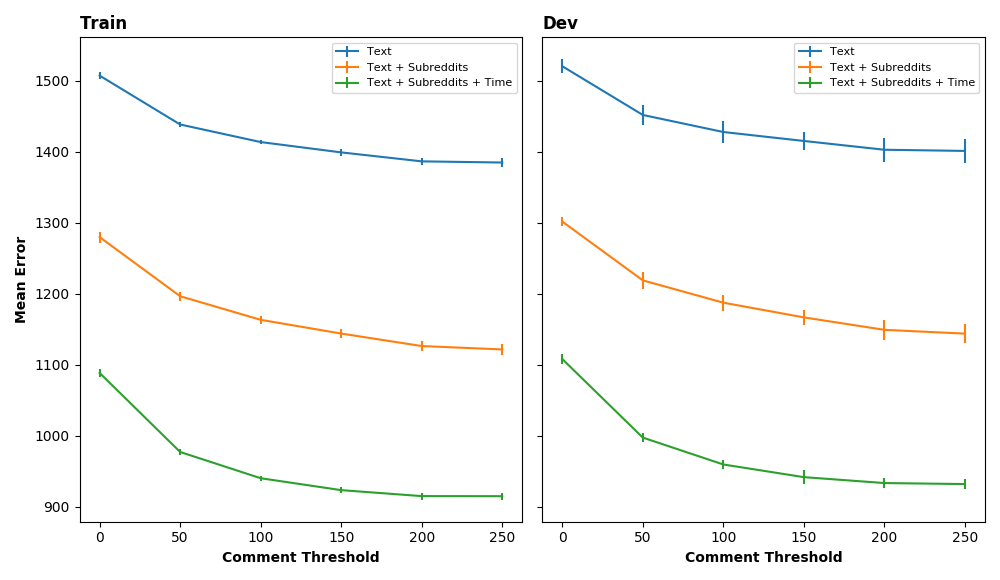 Train
Dev
Text
Text + Subreddits
Text + Subreddits + Time
Text
Text + Subreddits
Text + Subreddits + Time
1500
1400
1300
1200
1100
1000
900
Mean Error
0 50 100 150 200 250
0 50 100 150 200 250
Comment Threshold
Comment Threshold